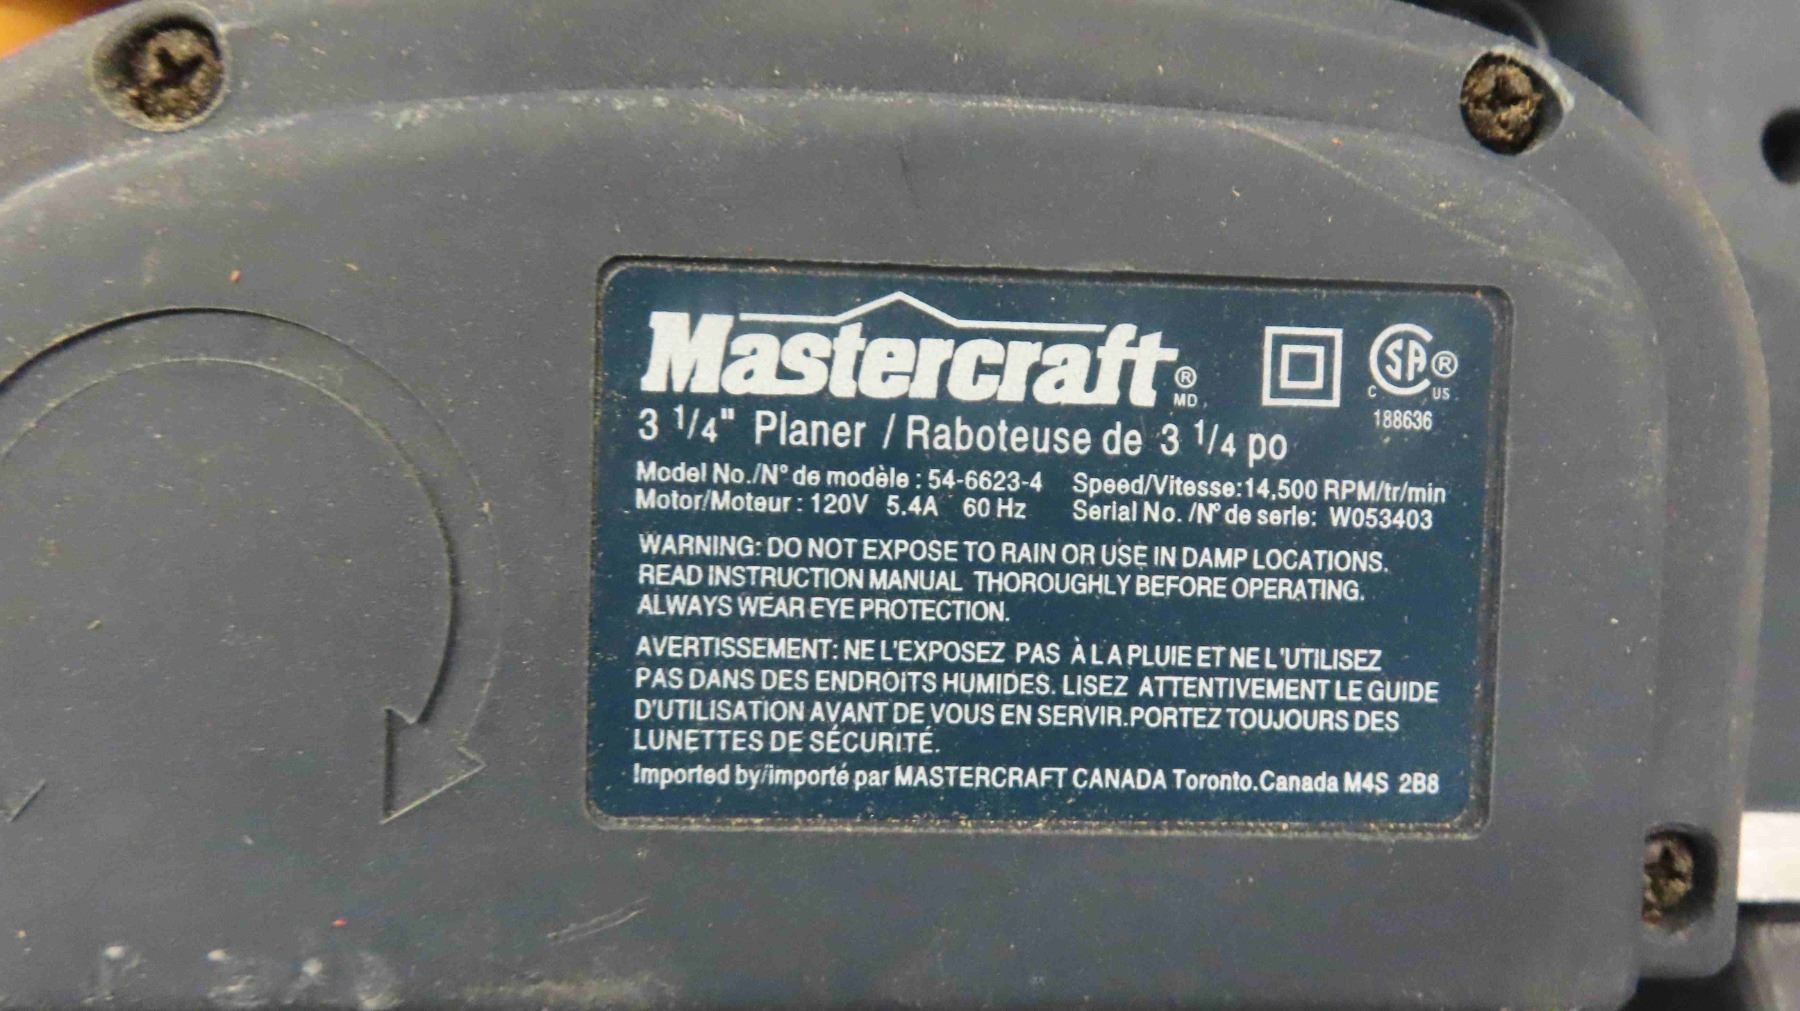 Mastercraft® MD
C SA® US
188636
3 1/4" Planer / Raboteuse de 3 1/4 po
Model No./N° de modèle : 54-6623-4 Speed/Vitesse:14,500 RPM/tr/min
Motor/Moteur : 120V 5.4A 60 Hz Serial No. /N° de serie: W053403
WARNING: DO NOT EXPOSE TO RAIN OR USE IN DAMP LOCATIONS.
READ INSTRUCTION MANUAL THOROUGHLY BEFORE OPERATING.
ALWAYS WEAR EYE PROTECTION.
AVERTISSEMENT: NE L'EXPOSEZ PAS À LA PLUIE ET NE L'UTILISEZ
PAS DANS DES ENDROITS HUMIDES. LISEZ ATTENTIVEMENT LE GUIDE
D'UTILISATION AVANT DE VOUS EN SERVIR.PORTEZ TOUJOURS DES
LUNETTES DE SÉCURITÉ.
Imported by/importé par MASTERCRAFT CANADA Toronto.Canada M4S 2B8